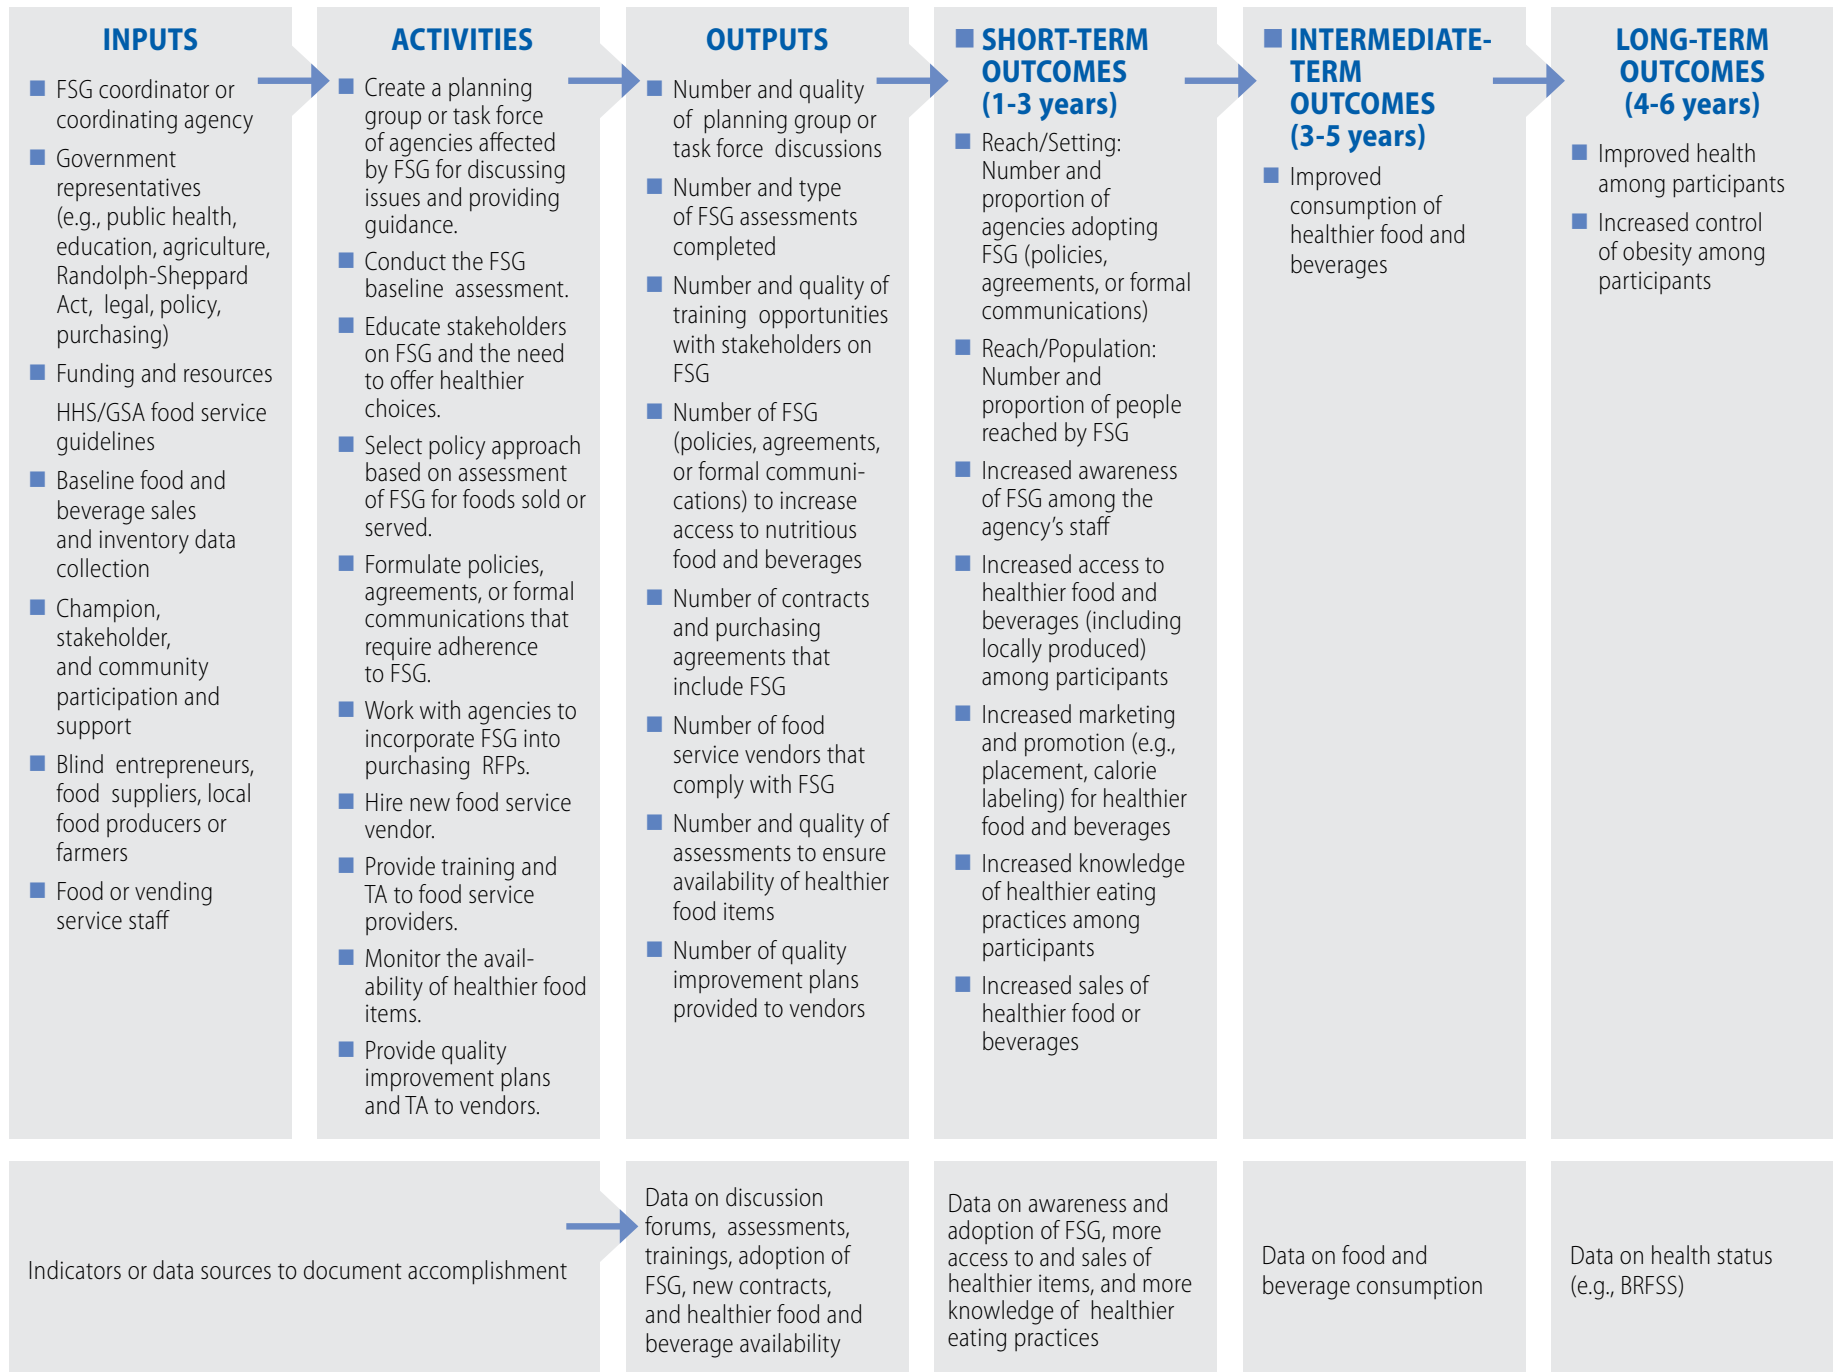 INPUTS
FSG coordinator or
coordinating agency
Government
representatives
(e.g., public health,
education, agriculture,
Randolph-Sheppard
Act, legal, policy,
purchasing)
Funding and resources
HHS/GSA food service
guidelines
Baseline food and
beverage sales
and inventory data
collection
Champion,
stakeholder,
and community
participation and
support
Blind entrepreneurs,
food suppliers, local
food producers or
farmers
Food or vending
service staff
ACTIVITIES
Create a planning
group or task force
of agencies affected
by FSG for discussing
issues and providing
guidance.
Conduct the FSG
baseline assessment.
Educate stakeholders
on FSG and the need
to offer healthier
choices.
Select policy approach
based on assessment
of FSG for foods sold or
served.
Formulate policies,
agreements, or formal
communications that
require adherence
to FSG.
Work with agencies to
incorporate FSG into
purchasing RFPs.
Hire new food service
vendor.
Provide training and
TA to food service
providers.
Monitor the avail-
ability of healthier food
items.
Provide quality
improvement plans
and TA to vendors.
OUTPUTS
Number and quality
of planning group or
task force discussions
Number and type
of FSG assessments
completed
Number and quality of
training opportunities
with stakeholders on
FSG
Number of FSG
(policies, agreements,
or formal communi-
cations) to increase
access to nutritious
food and beverages
Number of contracts
and purchasing
agreements that
include FSG
Number of food
service vendors that
comply with FSG
Number and quality of
assessments to ensure
availability of healthier
food items
Number of quality
improvement plans
provided to vendors
SHORT-TERM
OUTCOMES
(1-3 years)
Reach/Setting:
Number and
proportion of
agencies adopting
FSG (policies,
agreements, or formal
communications)
Reach/Population:
Number and
proportion of people
reached by FSG
Increased awareness
of FSG among the
agency's staff
Increased access to
healthier food and
beverages (including
locally produced)
among participants
Increased marketing
and promotion (e.g.,
placement, calorie
labeling) for healthier
food and beverages
Increased knowledge
of healthier eating
practices among
participants
Increased sales of
healthier food or
beverages
INTERMEDIATE-
TERM
OUTCOMES
(3-5 years)
Improved
consumption of
healthier food and
beverages
LONG-TERM
OUTCOMES
(4-6 years)
Improved health
among participants
Increased control
of obesity among
participants
Indicators or data sources to document accomplishment
Data on discussion
forums, assessments,
trainings, adoption of
FSG, new contracts,
and healthier food and
beverage availability
Data on awareness and
adoption of FSG, more
access to and sales of
healthier items, and more
knowledge of healthier
eating practices
Data on food and
beverage consumption
Data on health status
(e.g., BRFSS)